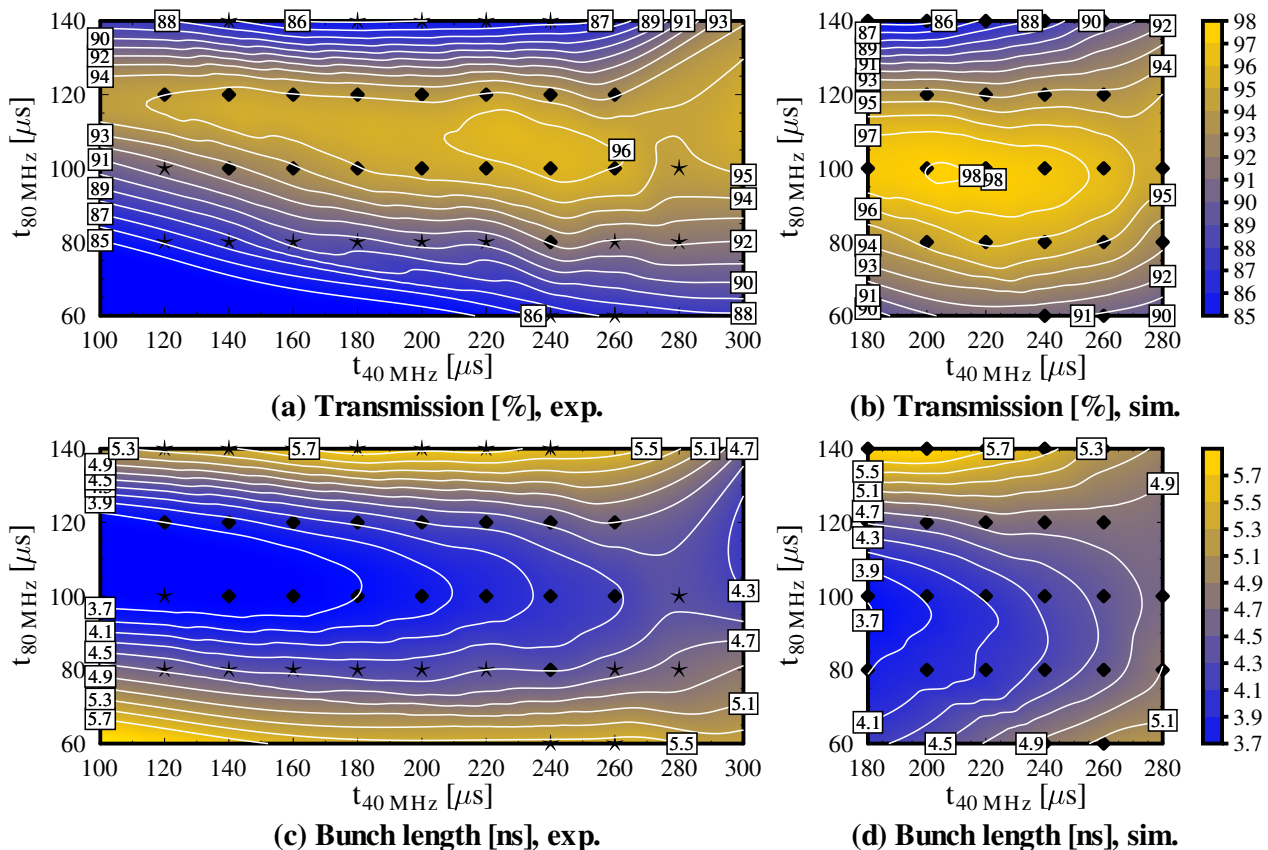 88 86 87 89 91 93
140 90 92 94
120
93 91 89 87 85
100
80
60
96 95 94 92 90 88 86
100 120 140 160 180 200 220 240 260 280 300
t80 MHz [μs]
t40 MHz [μs]
(a) Transmission [%], exp.
86 88 90 92
140 87 89 91 93 95 97
120
100 98 98
80 96 94 93 91 90
60
94 95 92 91 90
180 200 220 240 260 280
t80 MHz [μs]
t40 MHz [μs]
(b) Transmission [%], sim.
98
98
97
96
95
94
93
92
91
90
89
88
87
86
85
5.3 5.7 5.5 5.1 4.7
140 4.9 4.5 4.3 3.9
120
100 3.7 4.1 4.5
80 4.9 5.3 5.7
60
4.3 4.7 5.1 5.5
100 120 140 160 180 200 220 240 260 280 300
t80 MHz [μs]
t40 MHz [μs]
(c) Bunch length [ns], exp.
5.7 5.3
140 5.5 5.1 4.7 4.3 3.9
120
100 3.7
80 4.1
60
4.9 5.1 4.5 4.9
180 200 220 240 260 280
t80 MHz [μs]
t40 MHz [μs]
(d) Bunch length [ns], sim.
5.7
5.5
5.3
5.1
4.9
4.7
4.5
4.3
4.1
3.9
3.7